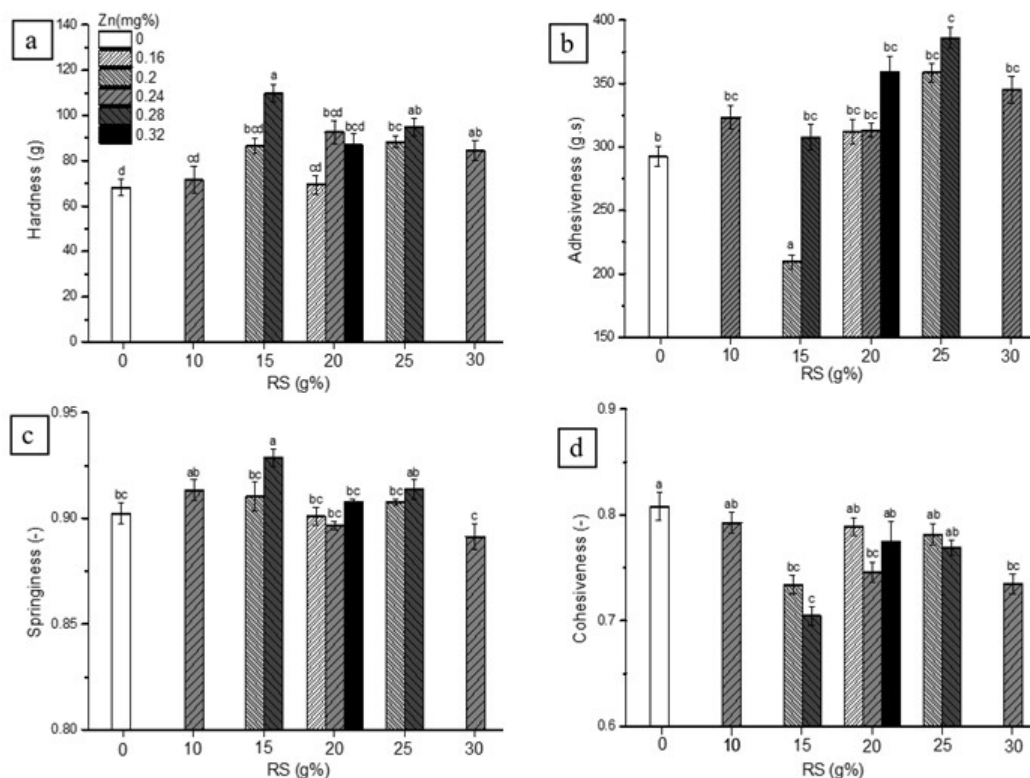 a
Zn(mg%)
0
0.16
0.2
0.24
0.28
0.32
Hardness (g)
140
120
100
80
60
40
20
0
d
cd
bcd
a
cd
bcd
bcd
bc
ab
ab
0 10 15 20 25 30
RS (g%)
b
Adhesiveness (g.s)
400
350
300
250
200
150
b
bc
a
bc
bc
bc
bc
bc
c
bc
0 10 15 20 25 30
RS (g%)
c
Springiness (-)
0.95
0.90
0.85
0.80
bc
ab
bc
a
bc
bc
bc
bc
ab
c
0 10 15 20 25 30
RS (g%)
d
Cohesiveness (-)
0.9
0.8
0.7
0.6
a
ab
bc
c
ab
bc
ab
ab
ab
bc
0 10 15 20 25 30
RS (g%)